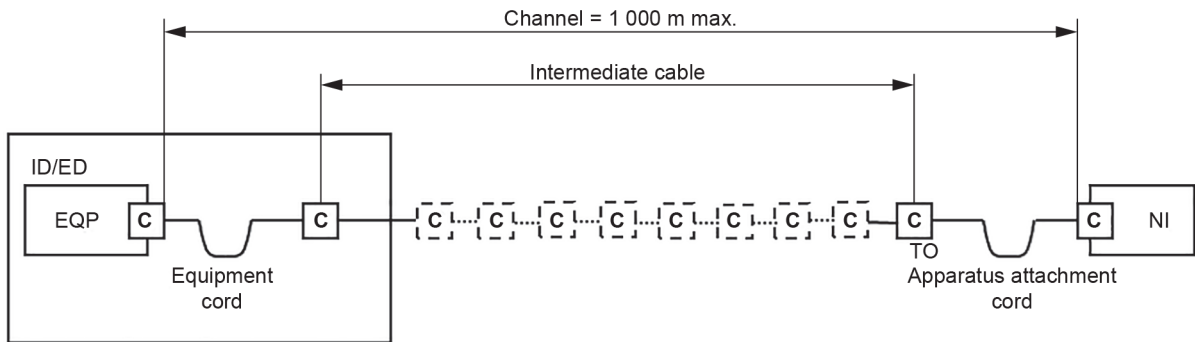 Channel = 1 000 m max.
Intermediate cable
ID/ED
EQP
C
C
C
C
C
C
C
C
C
C
C
C
NI
TO
Equipment
cord
Apparatus attachment
cord